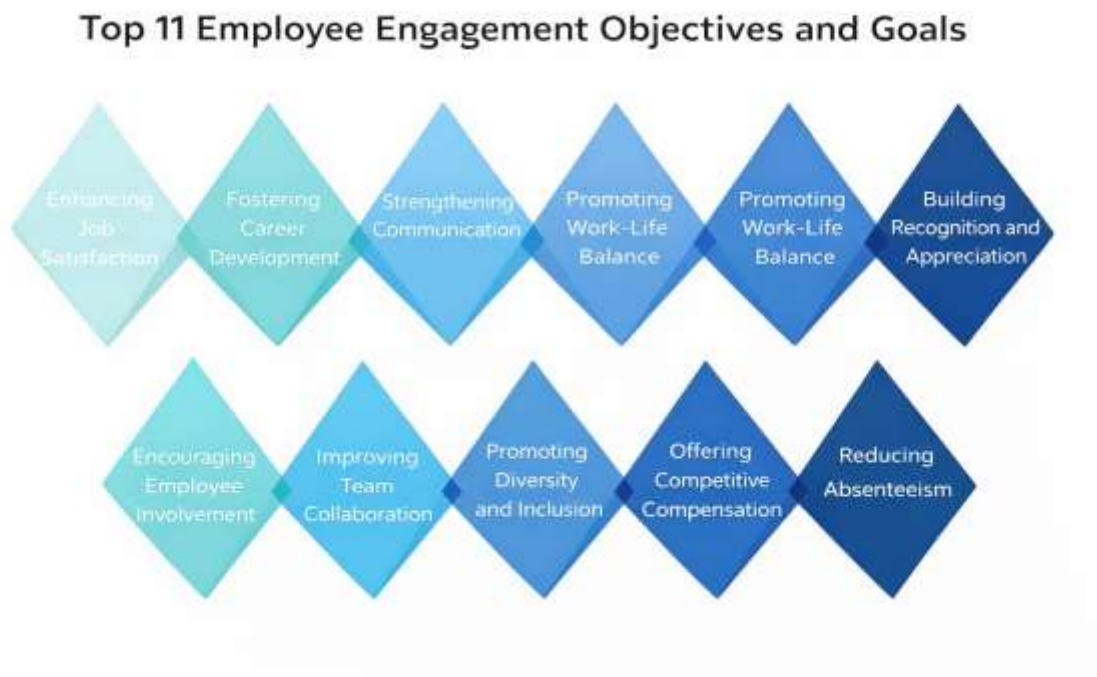 Top 11 Employee Engagement Objectives and Goals
Enhancing
Job
Satisfaction
Fostering
Career
Development
Strengthening
Communication
Promoting
Work-Life
Balance
Promoting
Work-Life
Balance
Building
Recognition and
Appreciation
Encouraging
Employee
Involvement
Improving
Team
Collaboration
Promoting
Diversity
and Inclusion
Offering
Competitive
Compensation
Reducing
Absenteeism